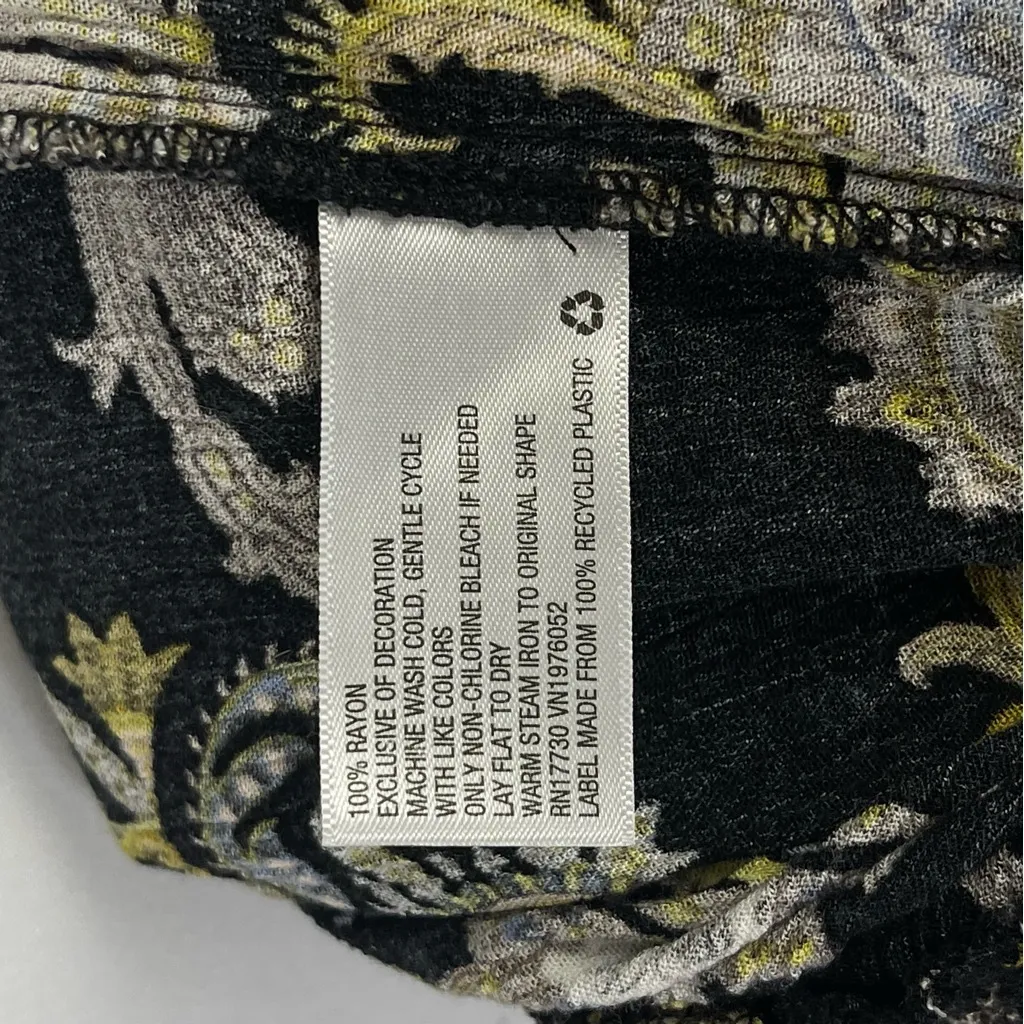 100% RAYON
EXCLUSIVE OF DECORATION
MACHINE WASH COLD, GENTLE CYCLE
WITH LIKE COLORS
ONLY NON-CHLORINE BLEACH IF NEEDED
LAY FLAT TO DRY
WARM STEAM IRON TO ORIGINAL SHAPE
RN17730 VN1976052
LABEL MADE FROM 100% RECYCLED PLASTIC